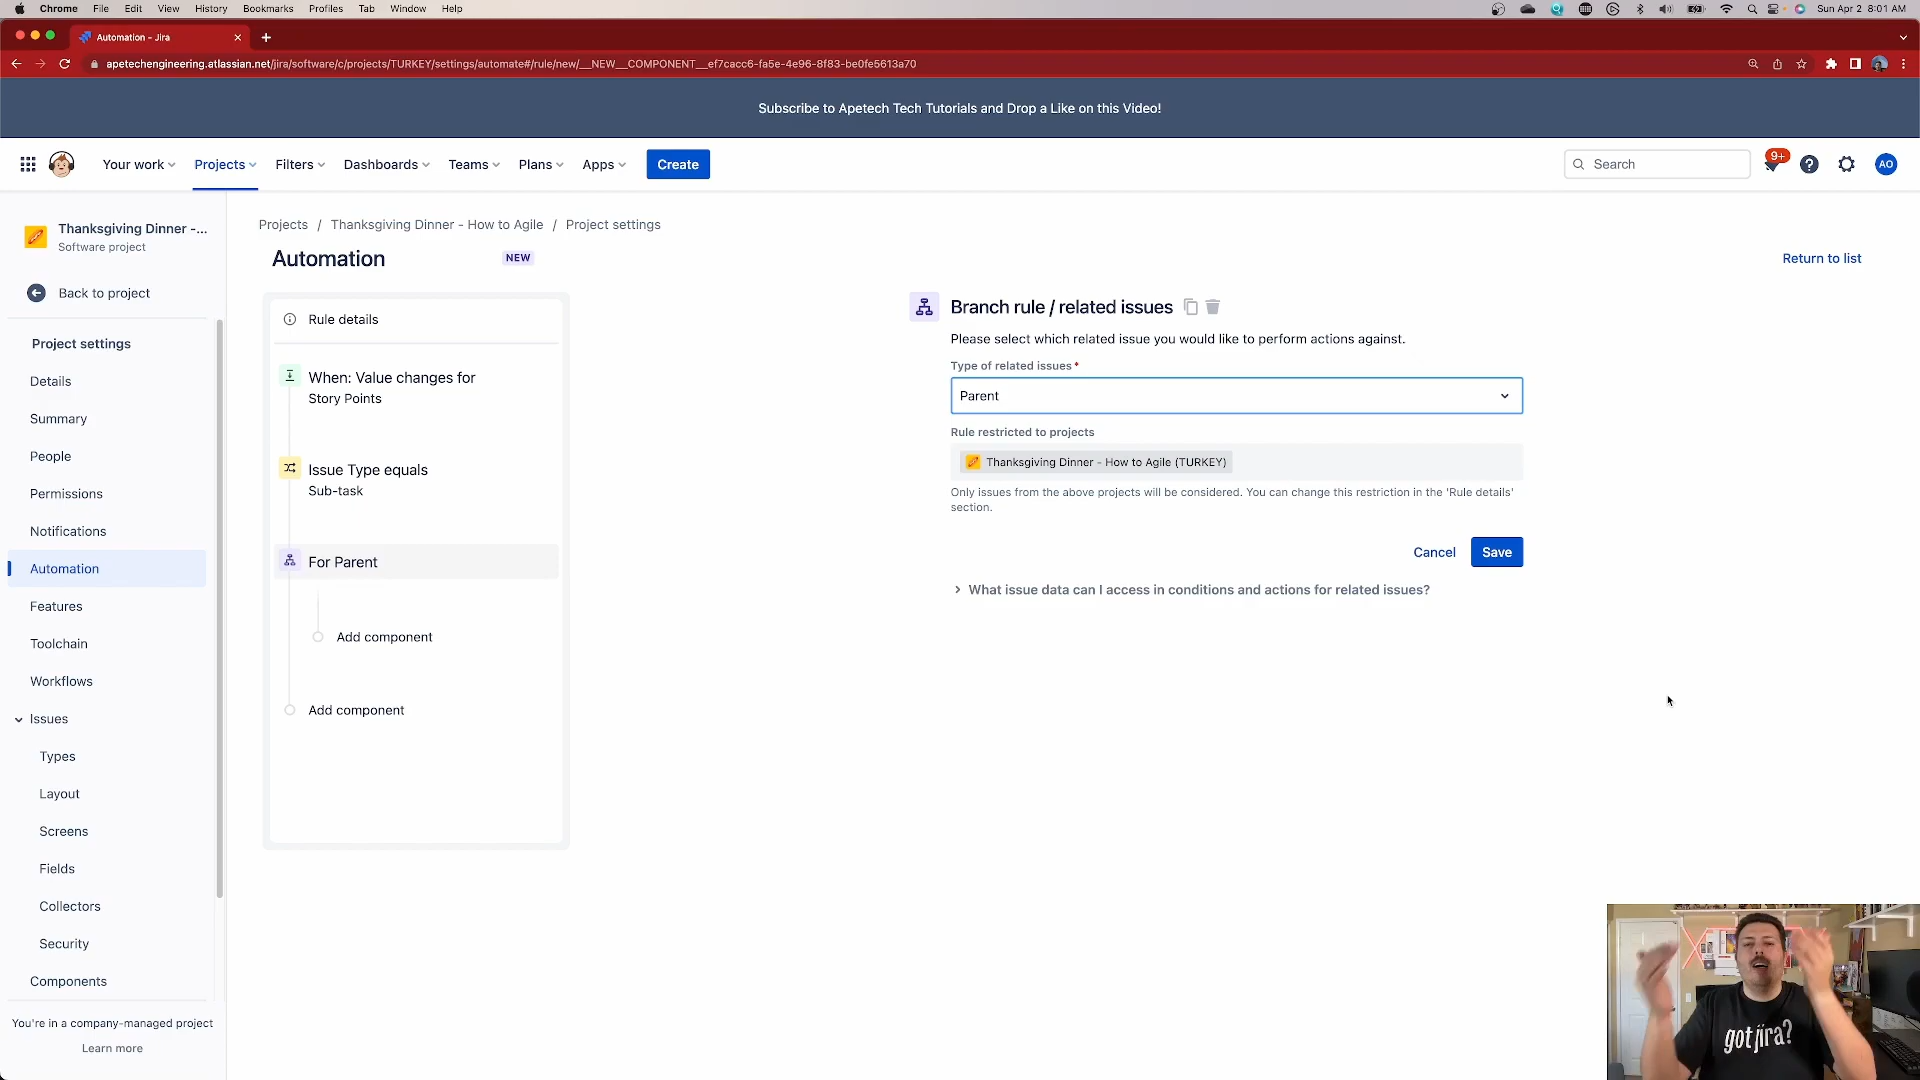 Chrome File Edit View History Bookmarks Profiles Tab Window Help
Sun Apr 2 8:01 AM
Automation - Jira
apetechengineering.atlassian.net/jira/software/c/projects/TURKEY/settings/automate#/rule/new/__NEW__COMPONENT__ef7cacc6-fa5e-4e96-8f83-be0fe5613a70
Subscribe to Apetech Tech Tutorials and Drop a Like on this Video!
Your work Projects Filters Dashboards Teams Plans Apps Create
Search
9+
AO
Thanksgiving Dinner -...
Software project
Back to project
Project settings
Details
Summary
People
Permissions
Notifications
Automation
Features
Toolchain
Workflows
Issues
Types
Layout
Screens
Fields
Collectors
Security
Components
You're in a company-managed project
Learn more
Projects / Thanksgiving Dinner - How to Agile / Project settings
Automation
NEW
Return to list
Rule details
When: Value changes for
Story Points
Issue Type equals
Sub-task
For Parent
Add component
Add component
Branch rule / related issues
Please select which related issue you would like to perform actions against.
Type of related issues *
Parent
Rule restricted to projects
Thanksgiving Dinner - How to Agile (TURKEY)
Only issues from the above projects will be considered. You can change this restriction in the 'Rule details'
section.
Cancel
Save
What issue data can I access in conditions and actions for related issues?
got jira?